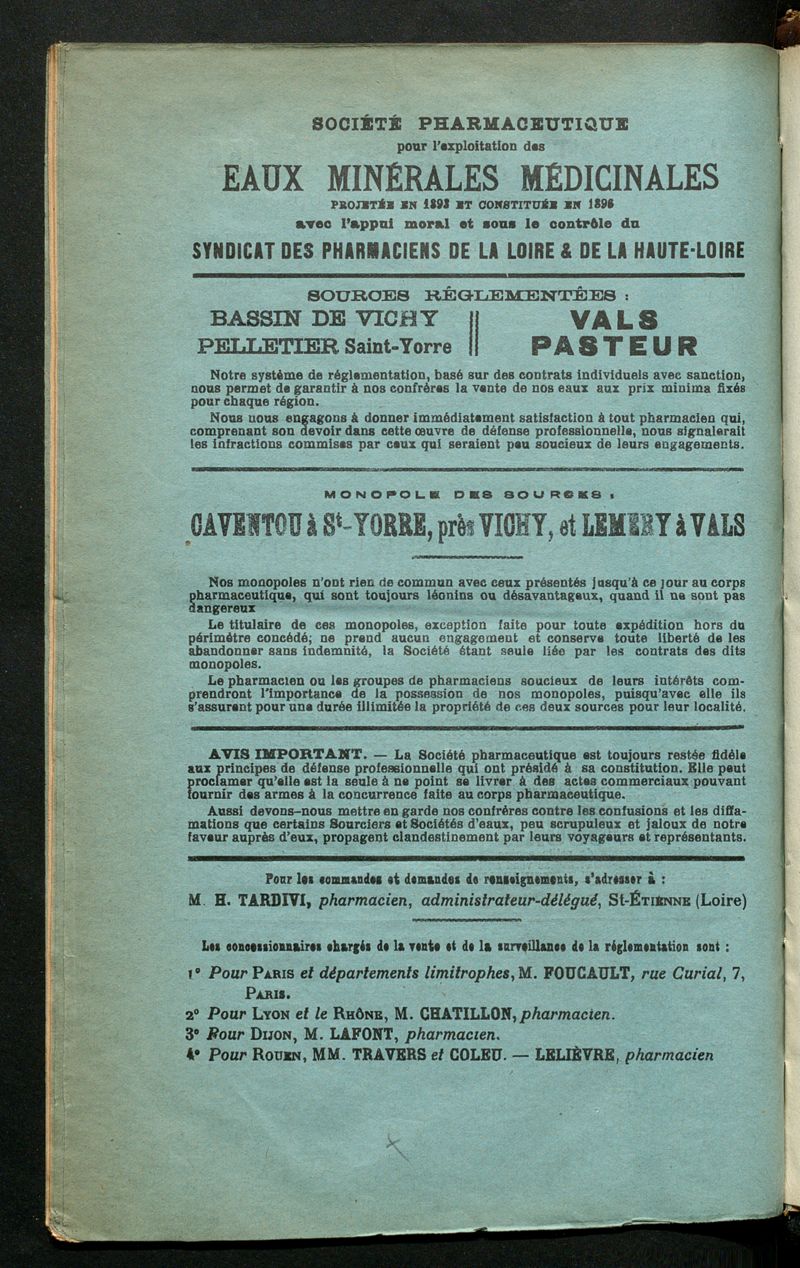 SOCIÉTÉ PHARMACEUTIQUE
pour l'exploitation des
EAUX MINÉRALES MÉDICINALES
PROJETÉE EN 1893 ET CONSTITUÉE EN 1896
avec l'appui moral et sous le contrôle du
SYNDICAT DES PHARMACIENS DE LA LOIRE & DE LA HAUTE-LOIRE
SOURCES RÉGLEMENTÉES :
BASSIN DE VICHY
PELLETIER Saint-Yorre
VALS
PASTEUR
Notre système de réglementation, basé sur des contrats individuels avec sanction,
nous permet de garantir à nos confrères la vente de nos eaux aux prix minima fixés
pour chaque région.
Nous nous engagons à donner immédiatement satisfaction à tout pharmacien qui,
comprenant son devoir dans cette œuvre de défense professionnelle, nous signalerait
les infractions commises par ceux qui seraient peu soucieux de leurs engagements.
MONOPOLE DES SOURCES :
CAVENTOU à St-YORRE, près VICHY, et LEMERY à VALS
Nos monopoles n'ont rien de commun avec ceux présentés jusqu'à ce jour au corps
pharmaceutique, qui sont toujours léonins ou désavantageux, quand il ne sont pas
dangereux
Le titulaire de ces monopoles, exception faite pour toute expédition hors du
périmètre concédé; ne prend aucun engagement et conserve toute liberté de les
abandonner sans indemnité, la Société étant seule liée par les contrats des dits
monopoles.
Le pharmacien ou les groupes de pharmaciens soucieux de leurs intérêts com-
prendront l'importance de la possession de nos monopoles, puisqu'avec elle ils
s'assurent pour une durée illimitée la propriété de ces deux sources pour leur localité.
AVIS IMPORTANT. — La Société pharmaceutique est toujours restée fidèle
aux principes de défense professionnelle qui ont présidé à sa constitution. Elle peut
proclamer qu'elle est la seule à ne point se livrer à des actes commerciaux pouvant
fournir des armes à la concurrence faite au corps pharmaceutique.
Aussi devons-nous mettre en garde nos confrères contre les confusions et les diffa-
mations que certains Sourciers et Sociétés d'eaux, peu scrupuleux et jaloux de notre
faveur auprès d'eux, propagent clandestinement par leurs voyageurs et représentants.
Pour les commandes et demandes de renseignements, s'adresser à :
M. H. TARDIVI, pharmacien, administrateur-délégué, St-ÉTIENNE (Loire)
Les concessionnaires chargés de la vente et de la surveillance de la réglementation sont :
1° Pour PARIS et départements limitrophes, M. FOUCAULT, rue Curial, 7,
PARIS.
2° Pour LYON et le RHÔNE, M. CHATILLON, pharmacien.
3° Pour DIJON, M. LAFONT, pharmacien.
4° Pour ROUEN, MM. TRAVERS et COLEU. — LELIÈVRE, pharmacien